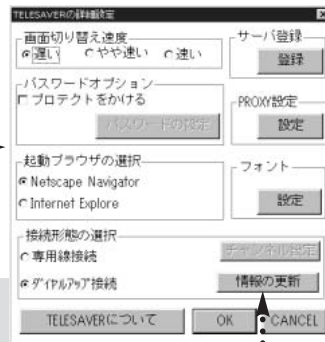 TELESAVERの詳細設定
画面切り替え速度
遅い やや速い 速い
サーバ登録
登録
パスワードオプション
プロテクトをかける
パスワードの設定
PROXY設定
設定
起動ブラウザの選択
Netscape Navigator
Internet Explore
フォント
設定
接続形態の選択
専用線接続
ダイヤルアップ接続
チャンネル設定
情報の更新
TELESAVERについて
OK
CANCEL